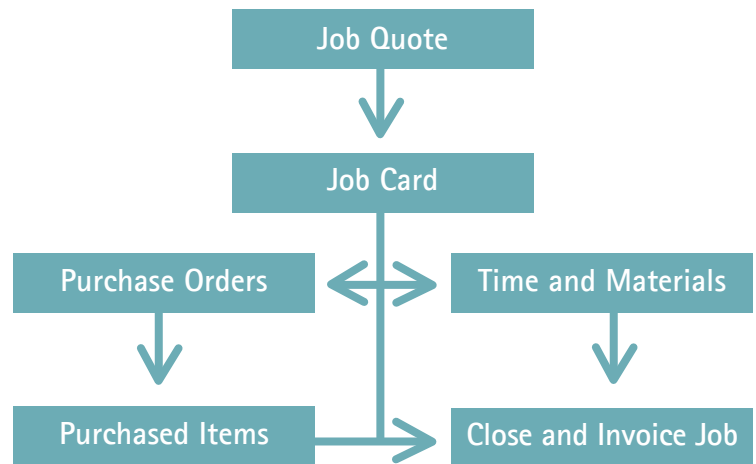 Job Quote
Job Card
Purchase Orders
Time and Materials
Purchased Items
Close and Invoice Job